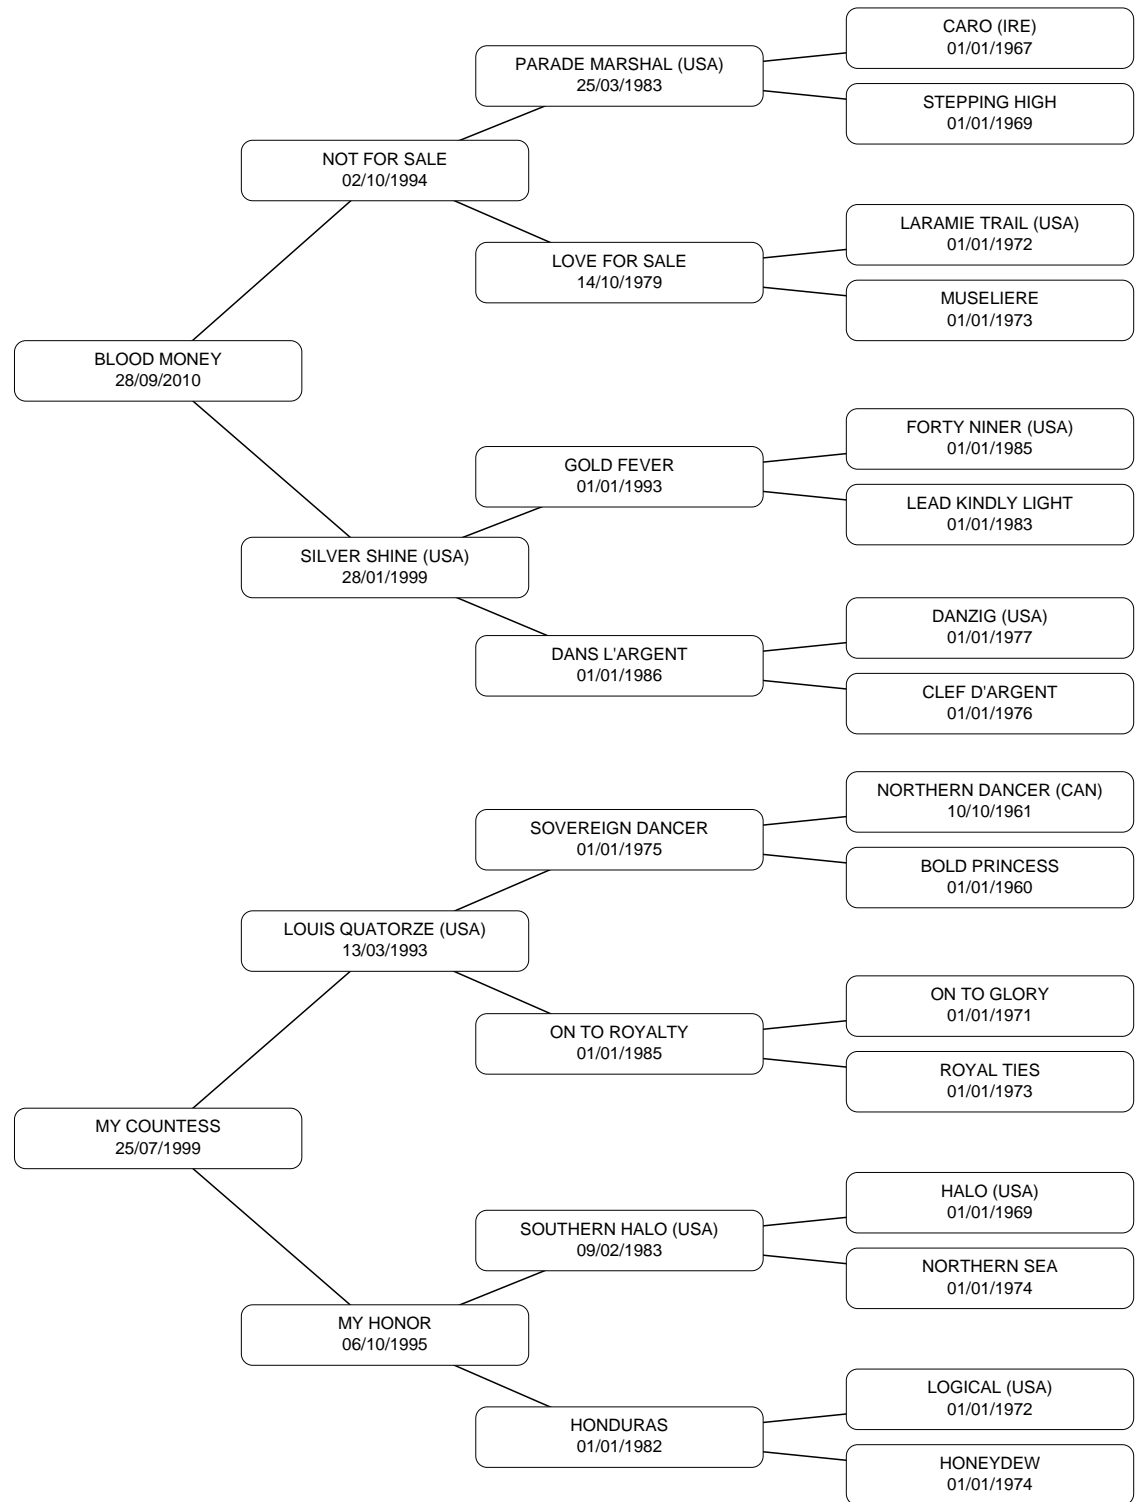 CARO (IRE)
01/01/1967
PARADE MARSHAL (USA)
25/03/1983
STEPPING HIGH
01/01/1969
NOT FOR SALE
02/10/1994
LARAMIE TRAIL (USA)
01/01/1972
LOVE FOR SALE
14/10/1979
MUSELIERE
01/01/1973
BLOOD MONEY
28/09/2010
FORTY NINER (USA)
01/01/1985
GOLD FEVER
01/01/1993
LEAD KINDLY LIGHT
01/01/1983
SILVER SHINE (USA)
28/01/1999
DANZIG (USA)
01/01/1977
DANS L'ARGENT
01/01/1986
CLEF D'ARGENT
01/01/1976
NORTHERN DANCER (CAN)
10/10/1961
SOVEREIGN DANCER
01/01/1975
BOLD PRINCESS
01/01/1960
LOUIS QUATORZE (USA)
13/03/1993
ON TO GLORY
01/01/1971
ON TO ROYALTY
01/01/1985
ROYAL TIES
01/01/1973
MY COUNTESS
25/07/1999
HALO (USA)
01/01/1969
SOUTHERN HALO (USA)
09/02/1983
NORTHERN SEA
01/01/1974
MY HONOR
06/10/1995
LOGICAL (USA)
01/01/1972
HONDURAS
01/01/1982
HONEYDEW
01/01/1974